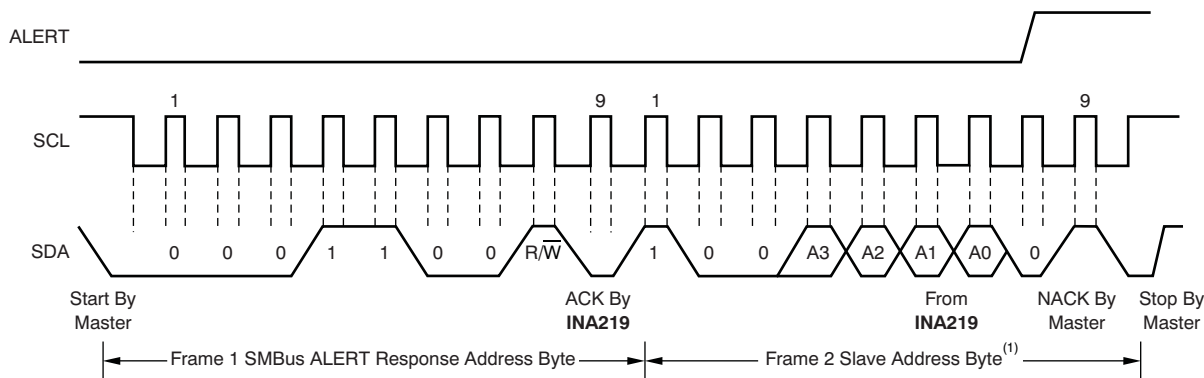 ALERT
1 9 1 9
SCL
SDA 0 0 0 1 1 0 0 R/W 1 0 0 A3 A2 A1 A0 0
Start By Master
ACK By INA219
From INA219
NACK By Master
Stop By Master
Frame 1 SMBus ALERT Response Address Byte
Frame 2 Slave Address Byte(1)